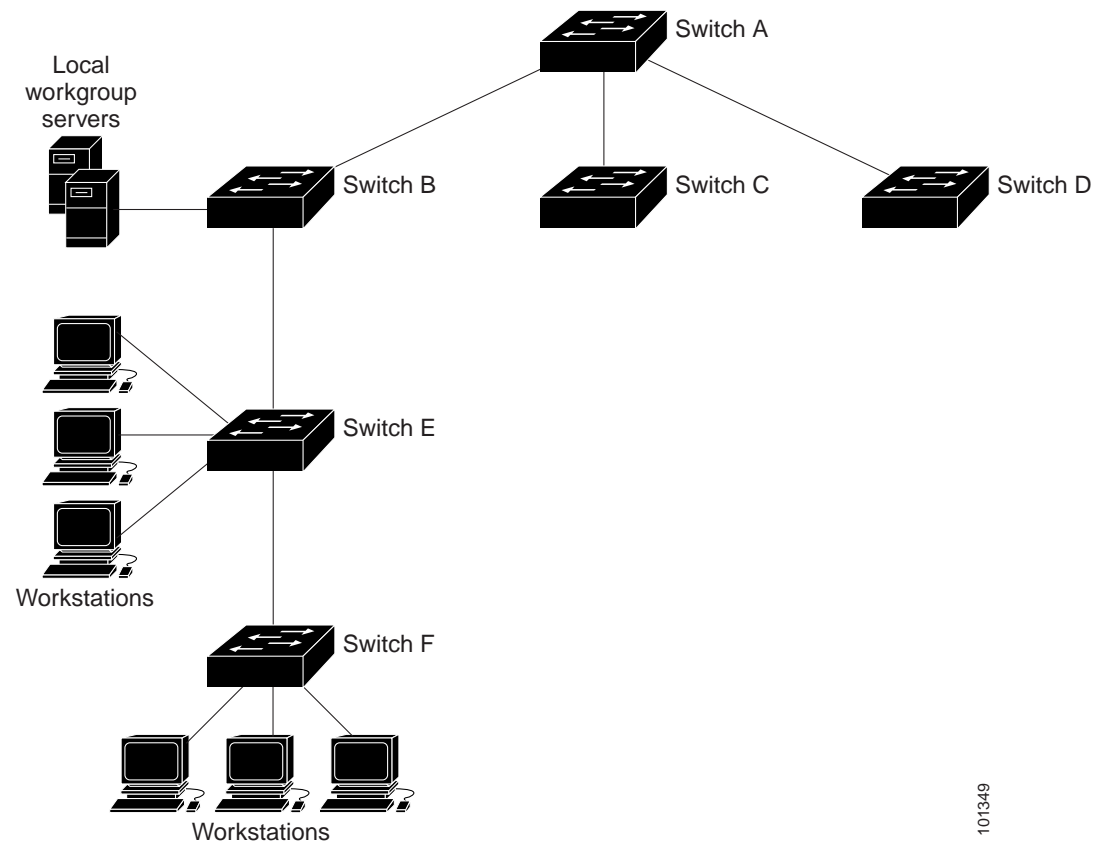 Switch A
Local
workgroup
servers
Switch B
Switch C
Switch D
Switch E
Workstations
Switch F
Workstations
101349